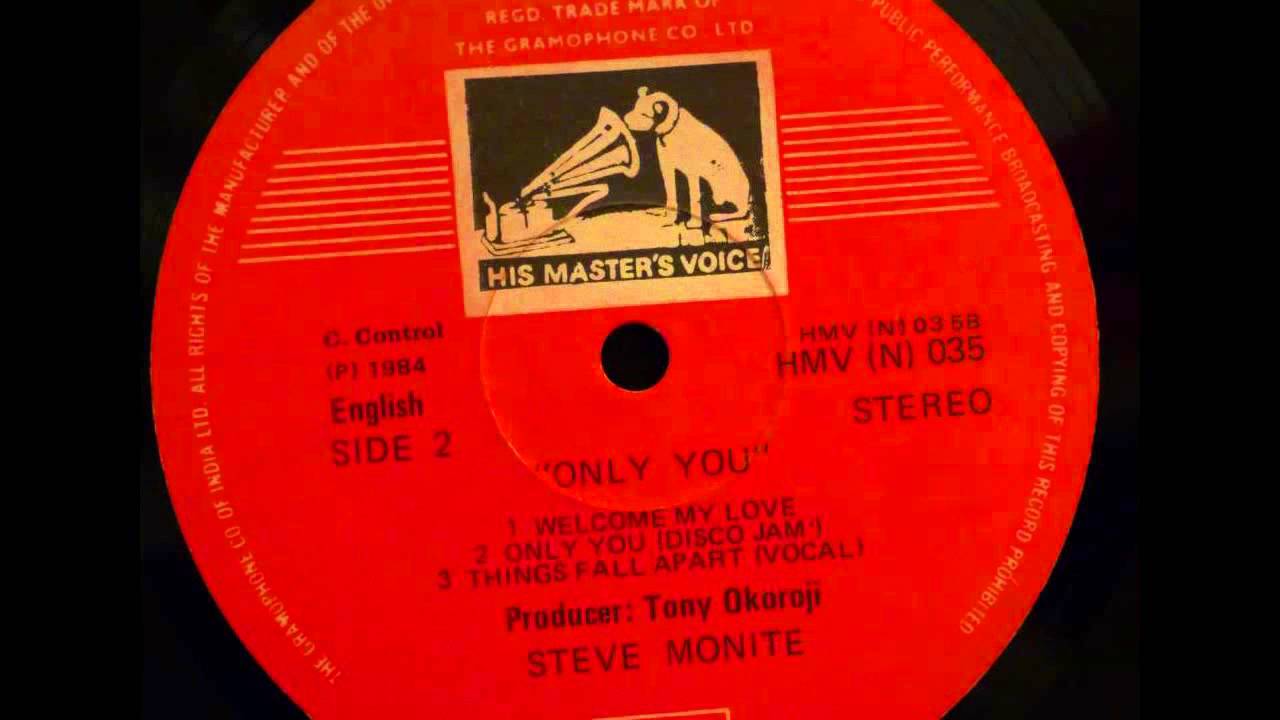 REGD. TRADE MARK OF
THE GRAMOPHONE CO. LTD
HIS MASTER'S VOICE
C. Control
(P) 1984
English
SIDE 2
HMV (N) 035B
HMV (N) 035
STEREO
"ONLY YOU"
1 WELCOME MY LOVE
2 ONLY YOU (DISCO JAM')
3 THINGS FALL APART (VOCAL)
Producer: Tony Okoroji
STEVE MONITE
THE GRAMOPHONE CO OF INDIA LTD. ALL RIGHTS OF THE MANUFACTURER AND OF THE
PUBLIC PERFORMANCE BROADCASTING AND COPYING OF THIS RECORD PROHIBITED